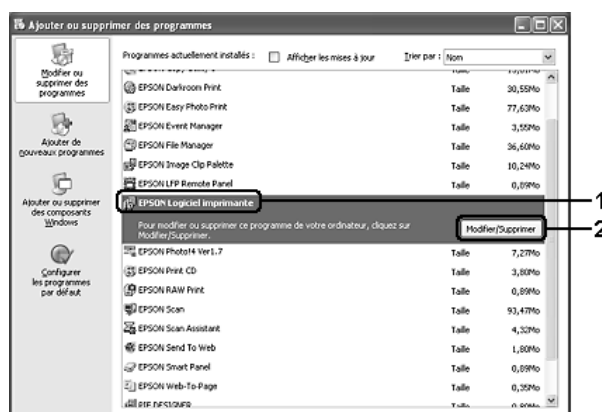 Ajouter ou supprimer des programmes
Modifier ou
supprimer des
programmes
Ajouter de
nouveaux programmes
Ajouter ou supprimer
des composants
Windows
Configurer
les programmes
par défaut
Programmes actuellement installés : Afficher les mises à jour Trier par : Nom
EPSON Darkroom Print Taille 30,55Mo
EPSON Easy Photo Print Taille 77,63Mo
EPSON Event Manager Taille 3,55Mo
EPSON File Manager Taille 36,60Mo
EPSON Image Clip Palette Taille 10,24Mo
EPSON LFP Remote Panel Taille 0,89Mo
EPSON Logiciel imprimante 1
Pour modifier ou supprimer ce programme de votre ordinateur, cliquez sur
Modifier/Supprimer.
Modifier/Supprimer 2
EPSON Photo!4 Ver1.7 Taille 7,27Mo
EPSON Print CD Taille 3,80Mo
EPSON RAW Print Taille 0,89Mo
EPSON Scan Taille 93,47Mo
EPSON Scan Assistant Taille 4,32Mo
EPSON Send To Web Taille 1,80Mo
EPSON Smart Panel Taille 0,89Mo
EPSON Web-To-Page Taille 0,35Mo
PIF DESIGNER Taille